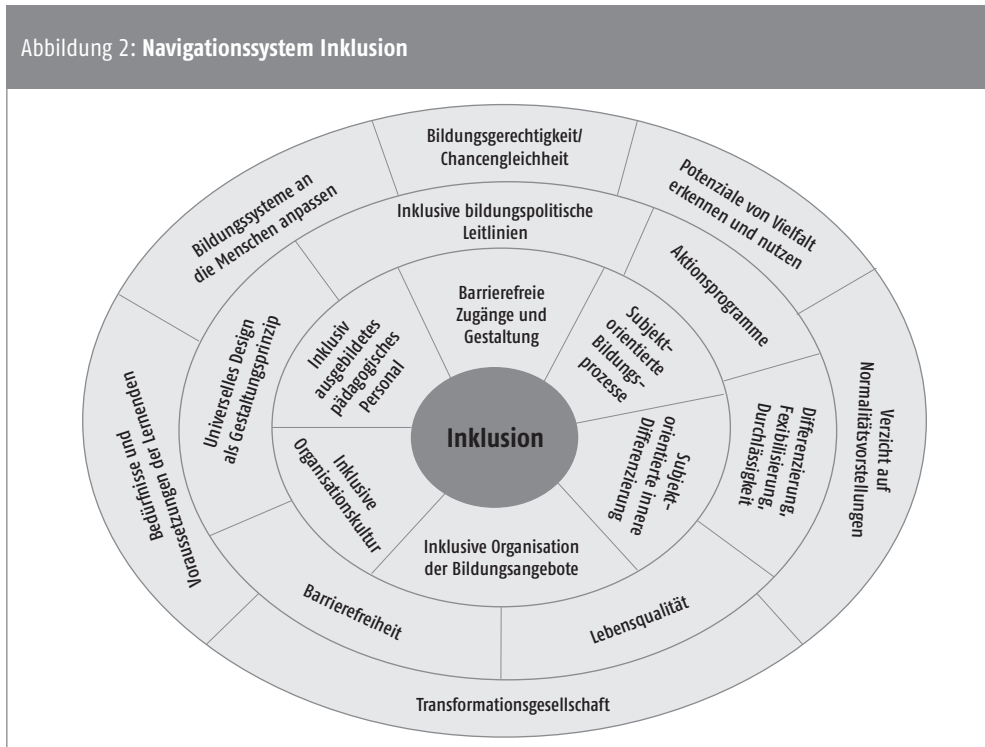 Abbildung 2: Navigationssystem Inklusion
Bildungsgerechtigkeit/
Chancengleichheit
Potenziale von Vielfalt
erkennen und nutzen
Verzicht auf
Normalitätsvorstellungen
Transformationsgesellschaft
Bedürfnisse und
Voraussetzungen der Lernenden
Bildungssysteme an
die Menschen anpassen
Inklusive bildungspolitische
Leitlinien
Aktionsprogramme
Differenzierung,
Fexibilisierung,
Durchlässigkeit
Lebensqualität
Barrierefreiheit
Universelles Design
als Gestaltungsprinzip
Barrierefreie
Zugänge und
Gestaltung
Subjekt-
orientierte
Bildungs-
prozesse
Subjekt-
orientierte innere
Differenzierung
Inklusive Organisation
der Bildungsangebote
Inklusive
Organisationskultur
Inklusiv
ausgebildetes
pädagogisches
Personal
Inklusion